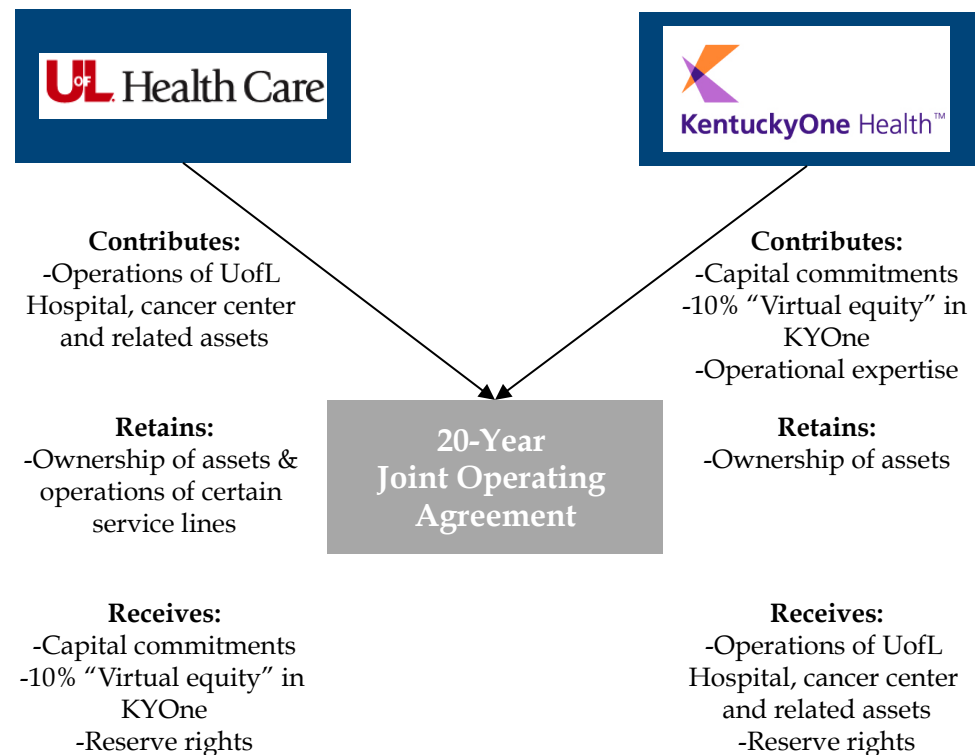 UofL Health Care
KentuckyOne Health™
Contributes:
-Operations of UofL
Hospital, cancer center
and related assets
Contributes:
-Capital commitments
-10% “Virtual equity” in
KYOne
-Operational expertise
Retains:
-Ownership of assets &
operations of certain
service lines
20-Year
Joint Operating
Agreement
Retains:
-Ownership of assets
Receives:
-Capital commitments
-10% “Virtual equity” in
KYOne
-Reserve rights
Receives:
-Operations of UofL
Hospital, cancer center
and related assets
-Reserve rights